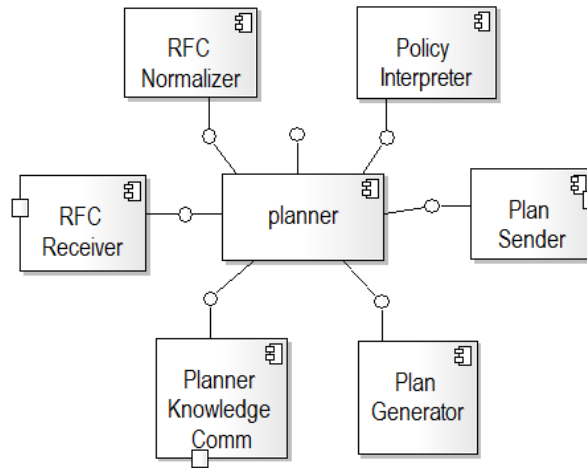 RFC
Normalizer
Policy
Interpreter
RFC
Receiver
planner
Plan
Sender
Planner
Knowledge
Comm
Plan
Generator